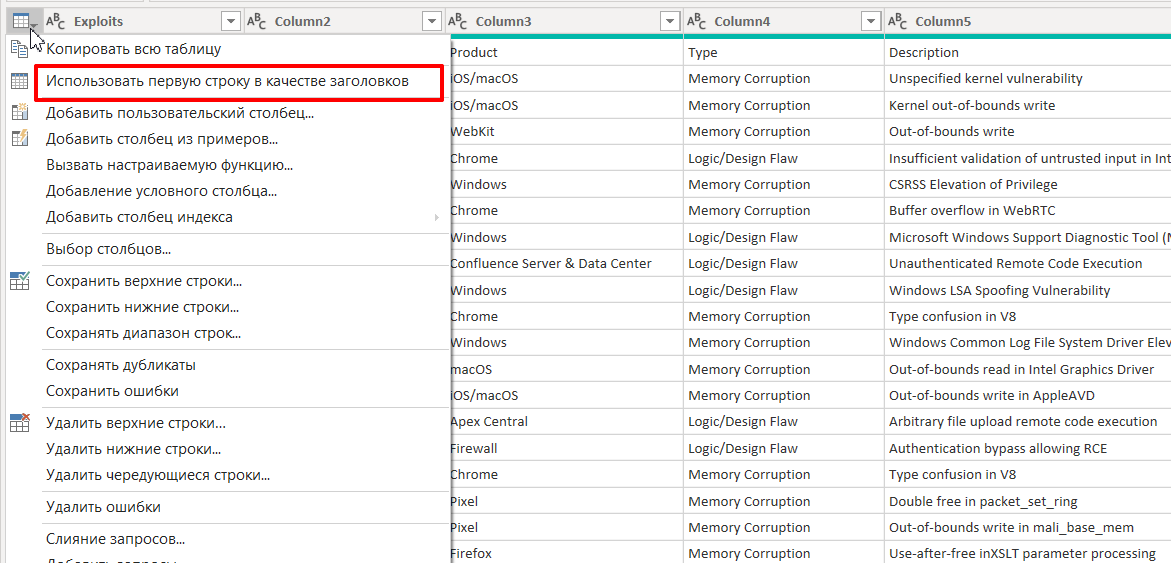 Exploits Column2 Column3 Column4 Column5
Копировать всю таблицу
Использовать первую строку в качестве заголовков
Добавить пользовательский столбец...
Добавить столбец из примеров...
Вызвать настраиваемую функцию...
Добавление условного столбца...
Добавить столбец индекса
Выбор столбцов...
Сохранить верхние строки...
Сохранить нижние строки...
Сохранять диапазон строк...
Сохранять дубликаты
Сохранить ошибки
Удалить верхние строки...
Удалить нижние строки...
Удалить чередующиеся строки...
Удалить ошибки
Слияние запросов...
Product Type Description
iOS/macOS Memory Corruption Unspecified kernel vulnerability
iOS/macOS Memory Corruption Kernel out-of-bounds write
WebKit Memory Corruption Out-of-bounds write
Chrome Logic/Design Flaw Insufficient validation of untrusted input in Int
Windows Memory Corruption CSRSS Elevation of Privilege
Chrome Memory Corruption Buffer overflow in WebRTC
Windows Logic/Design Flaw Microsoft Windows Support Diagnostic Tool (M
Confluence Server & Data Center Logic/Design Flaw Unauthenticated Remote Code Execution
Windows Logic/Design Flaw Windows LSA Spoofing Vulnerability
Chrome Memory Corruption Type confusion in V8
Windows Memory Corruption Windows Common Log File System Driver Elev
macOS Memory Corruption Out-of-bounds read in Intel Graphics Driver
iOS/macOS Memory Corruption Out-of-bounds write in AppleAVD
Apex Central Logic/Design Flaw Arbitrary file upload remote code execution
Firewall Logic/Design Flaw Authentication bypass allowing RCE
Chrome Memory Corruption Type confusion in V8
Pixel Memory Corruption Double free in packet_set_ring
Pixel Memory Corruption Out-of-bounds write in mali_base_mem
Firefox Memory Corruption Use-after-free inXSLT parameter processing